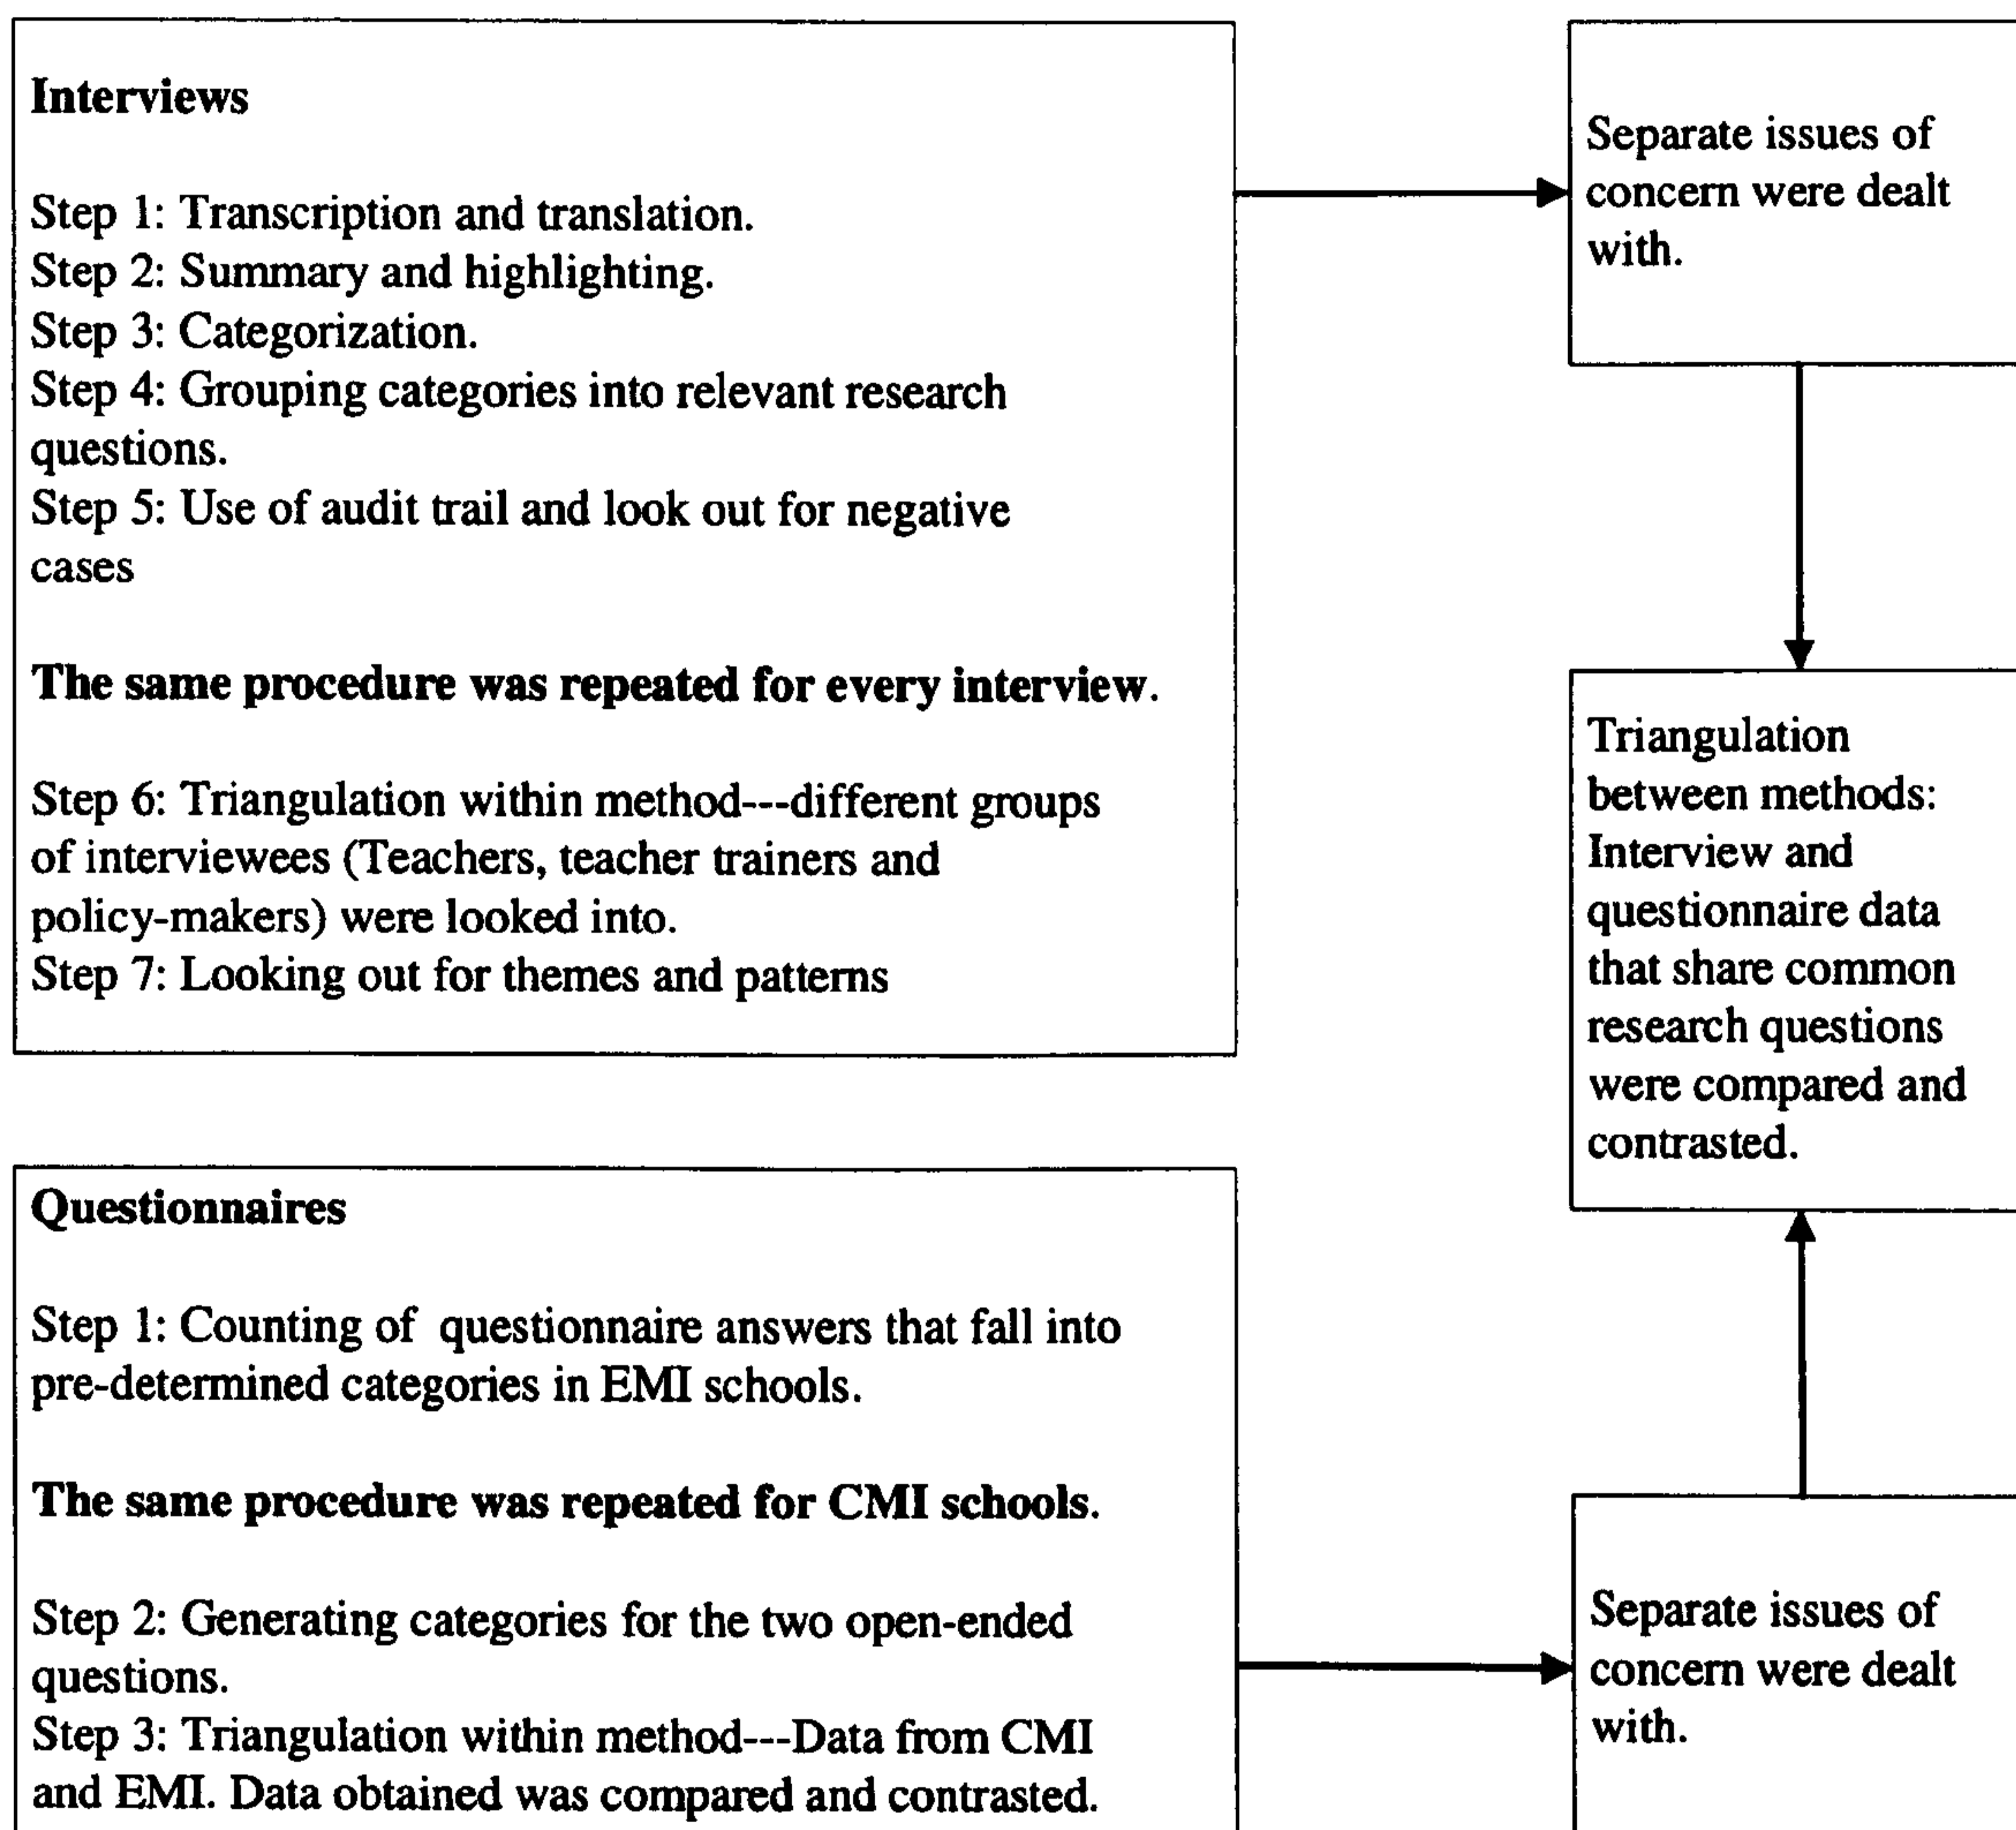 Interviews
Step 1: Transcription and translation.
Step 2: Summary and highlighting.
Step 3: Categorization.
Step 4: Grouping categories into relevant research
questions.
Step 5: Use of audit trail and look out for negative
cases
The same procedure was repeated for every interview.
Step 6: Triangulation within method---different groups
of interviewees (Teachers, teacher trainers and
policy-makers) were looked into.
Step 7: Looking out for themes and patterns
Separate issues of
concern were dealt
with.
Triangulation
between methods:
Interview and
questionnaire data
that share common
research questions
were compared and
contrasted.
Questionnaires
Step 1: Counting of questionnaire answers that fall into
pre-determined categories in EMI schools.
The same procedure was repeated for CMI schools.
Step 2: Generating categories for the two open-ended
questions.
Step 3: Triangulation within method---Data from CMI
and EMI. Data obtained was compared and contrasted.
Separate issues of
concern were dealt
with.